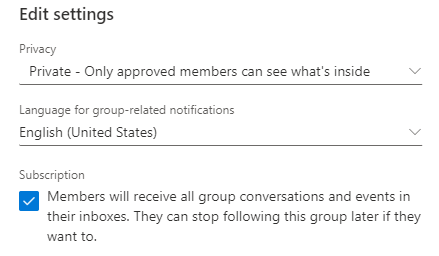 Edit settings
Privacy
Private - Only approved members can see what's inside
Language for group-related notifications
English (United States)
Subscription
Members will receive all group conversations and events in
their inboxes. They can stop following this group later if they
want to.